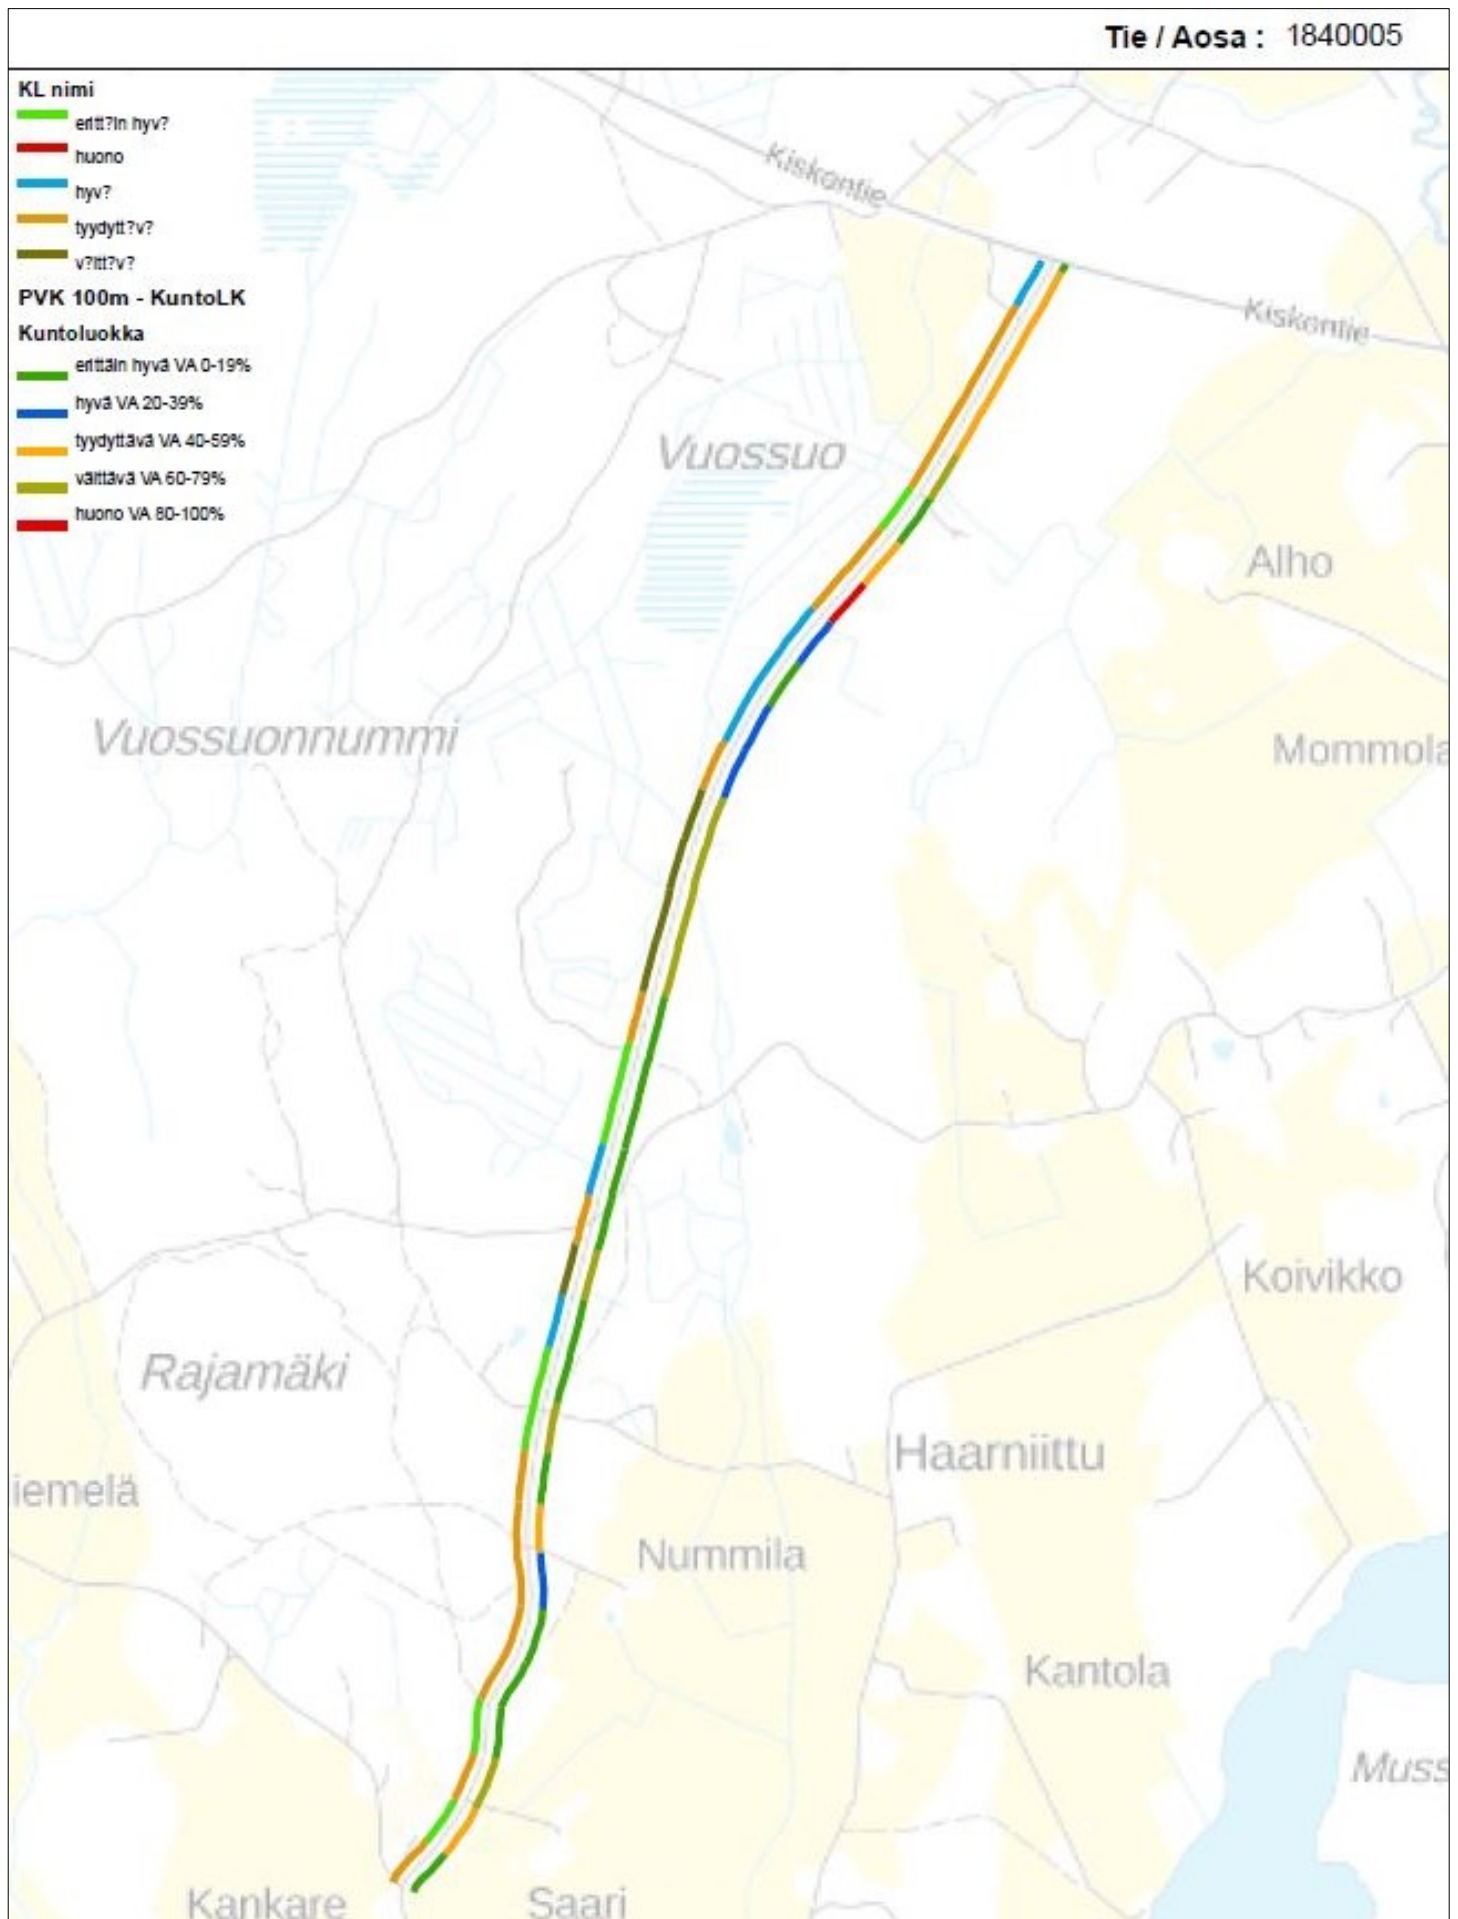 Tie / Aosa : 1840005
KL nimi
eritt?in hyv?
huono
hyv?
tyydytt?v?
v?ltt?v?
PVK 100m - KuntoLK
Kuntoluokka
erittäin hyvä VA 0-19%
hyvä VA 20-39%
tyydyttävä VA 40-59%
välttävä VA 60-79%
huono VA 80-100%
Kiskontie
Kiskontie
Vuossuo
Alho
Vuossuonnummi
Mommola
Koivikko
Rajamäki
Haarniittu
iemelä
Nummila
Kantola
Muss
Kankare
Saari